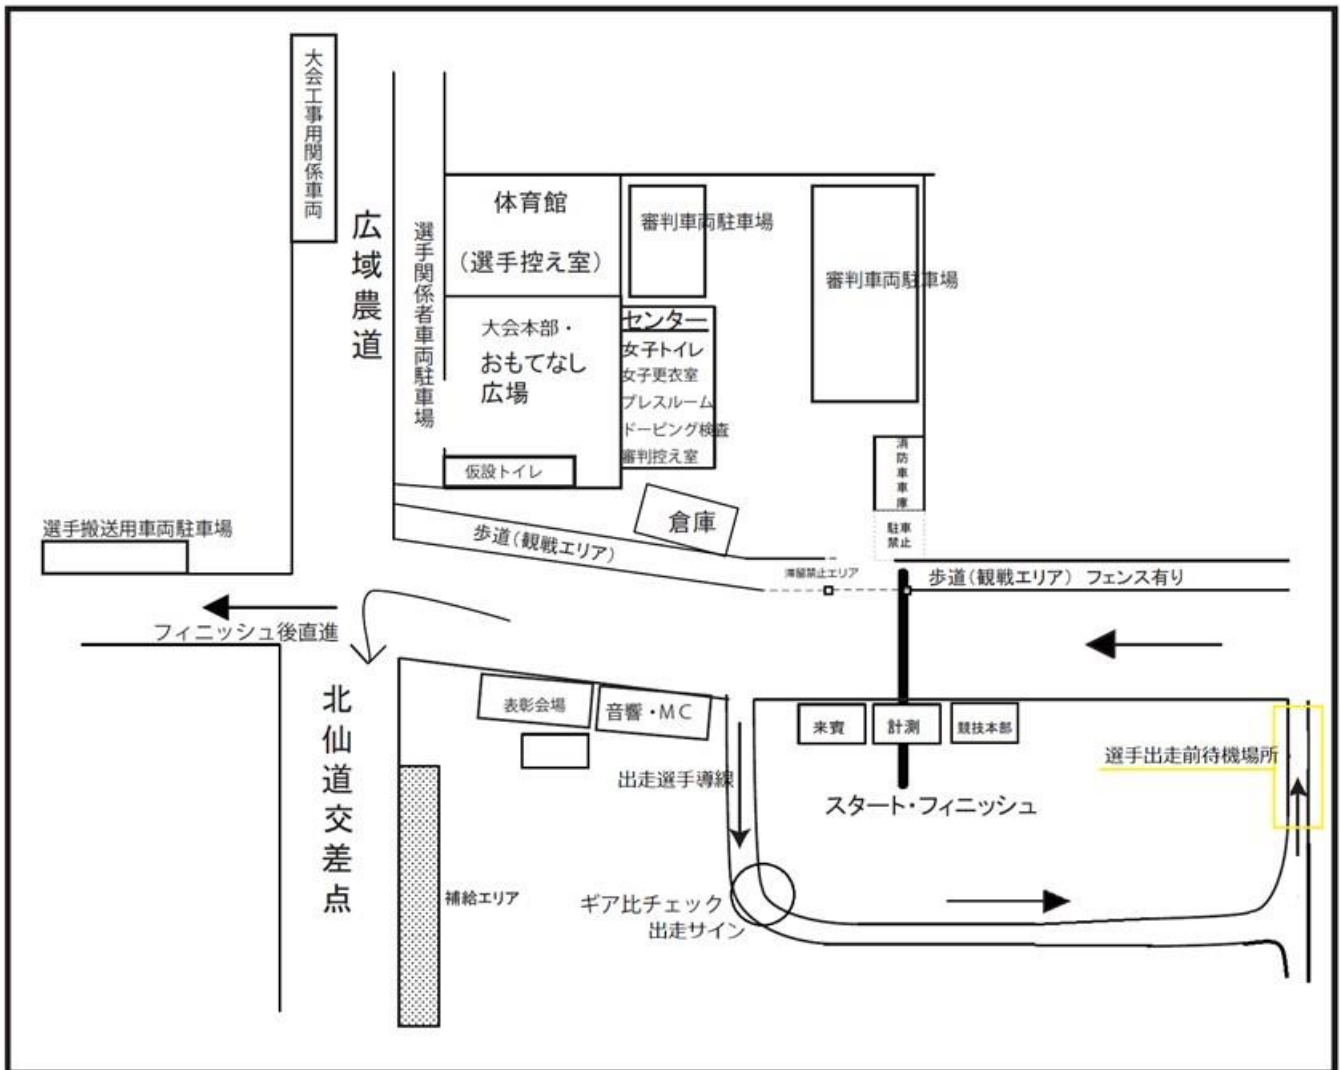 大会工事用関係車両
広域農道
選手関係者車両駐車場
体育館
（選手控え室）
審判車両駐車場
審判車両駐車場
大会本部・
おもてなし
広場
センター
女子トイレ
女子更衣室
プレスルーム
ドーピング検査
審判控え室
仮設トイレ
消防車車庫
駐車
禁止
倉庫
選手搬送用車両駐車場
歩道（観戦エリア）
滞留禁止エリア
歩道（観戦エリア） フェンス有り
フィニッシュ後直進
北仙道交差点
表彰会場
音響・ＭＣ
来賓
計測
競技本部
選手出走前待機場所
出走選手導線
スタート・フィニッシュ
補給エリア
ギア比チェック
出走サイン